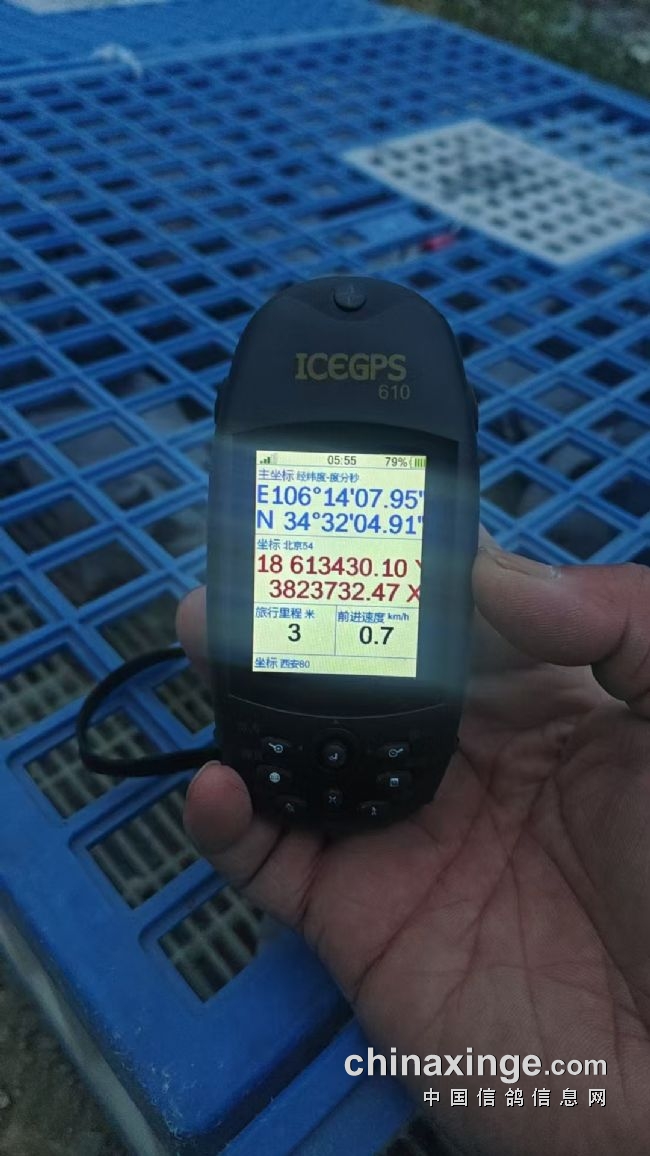 ICEGPS
610
05:55 79%
主坐标 经纬度-度分秒
E106°14'07.95"
N 34°32'04.91"
坐标 北京54
18 613430.10 Y
3823732.47 X
旅行里程 米 前进速度 km/h
3 0.7
坐标 西安80
chinaxinge.com
中国信鸽信息网